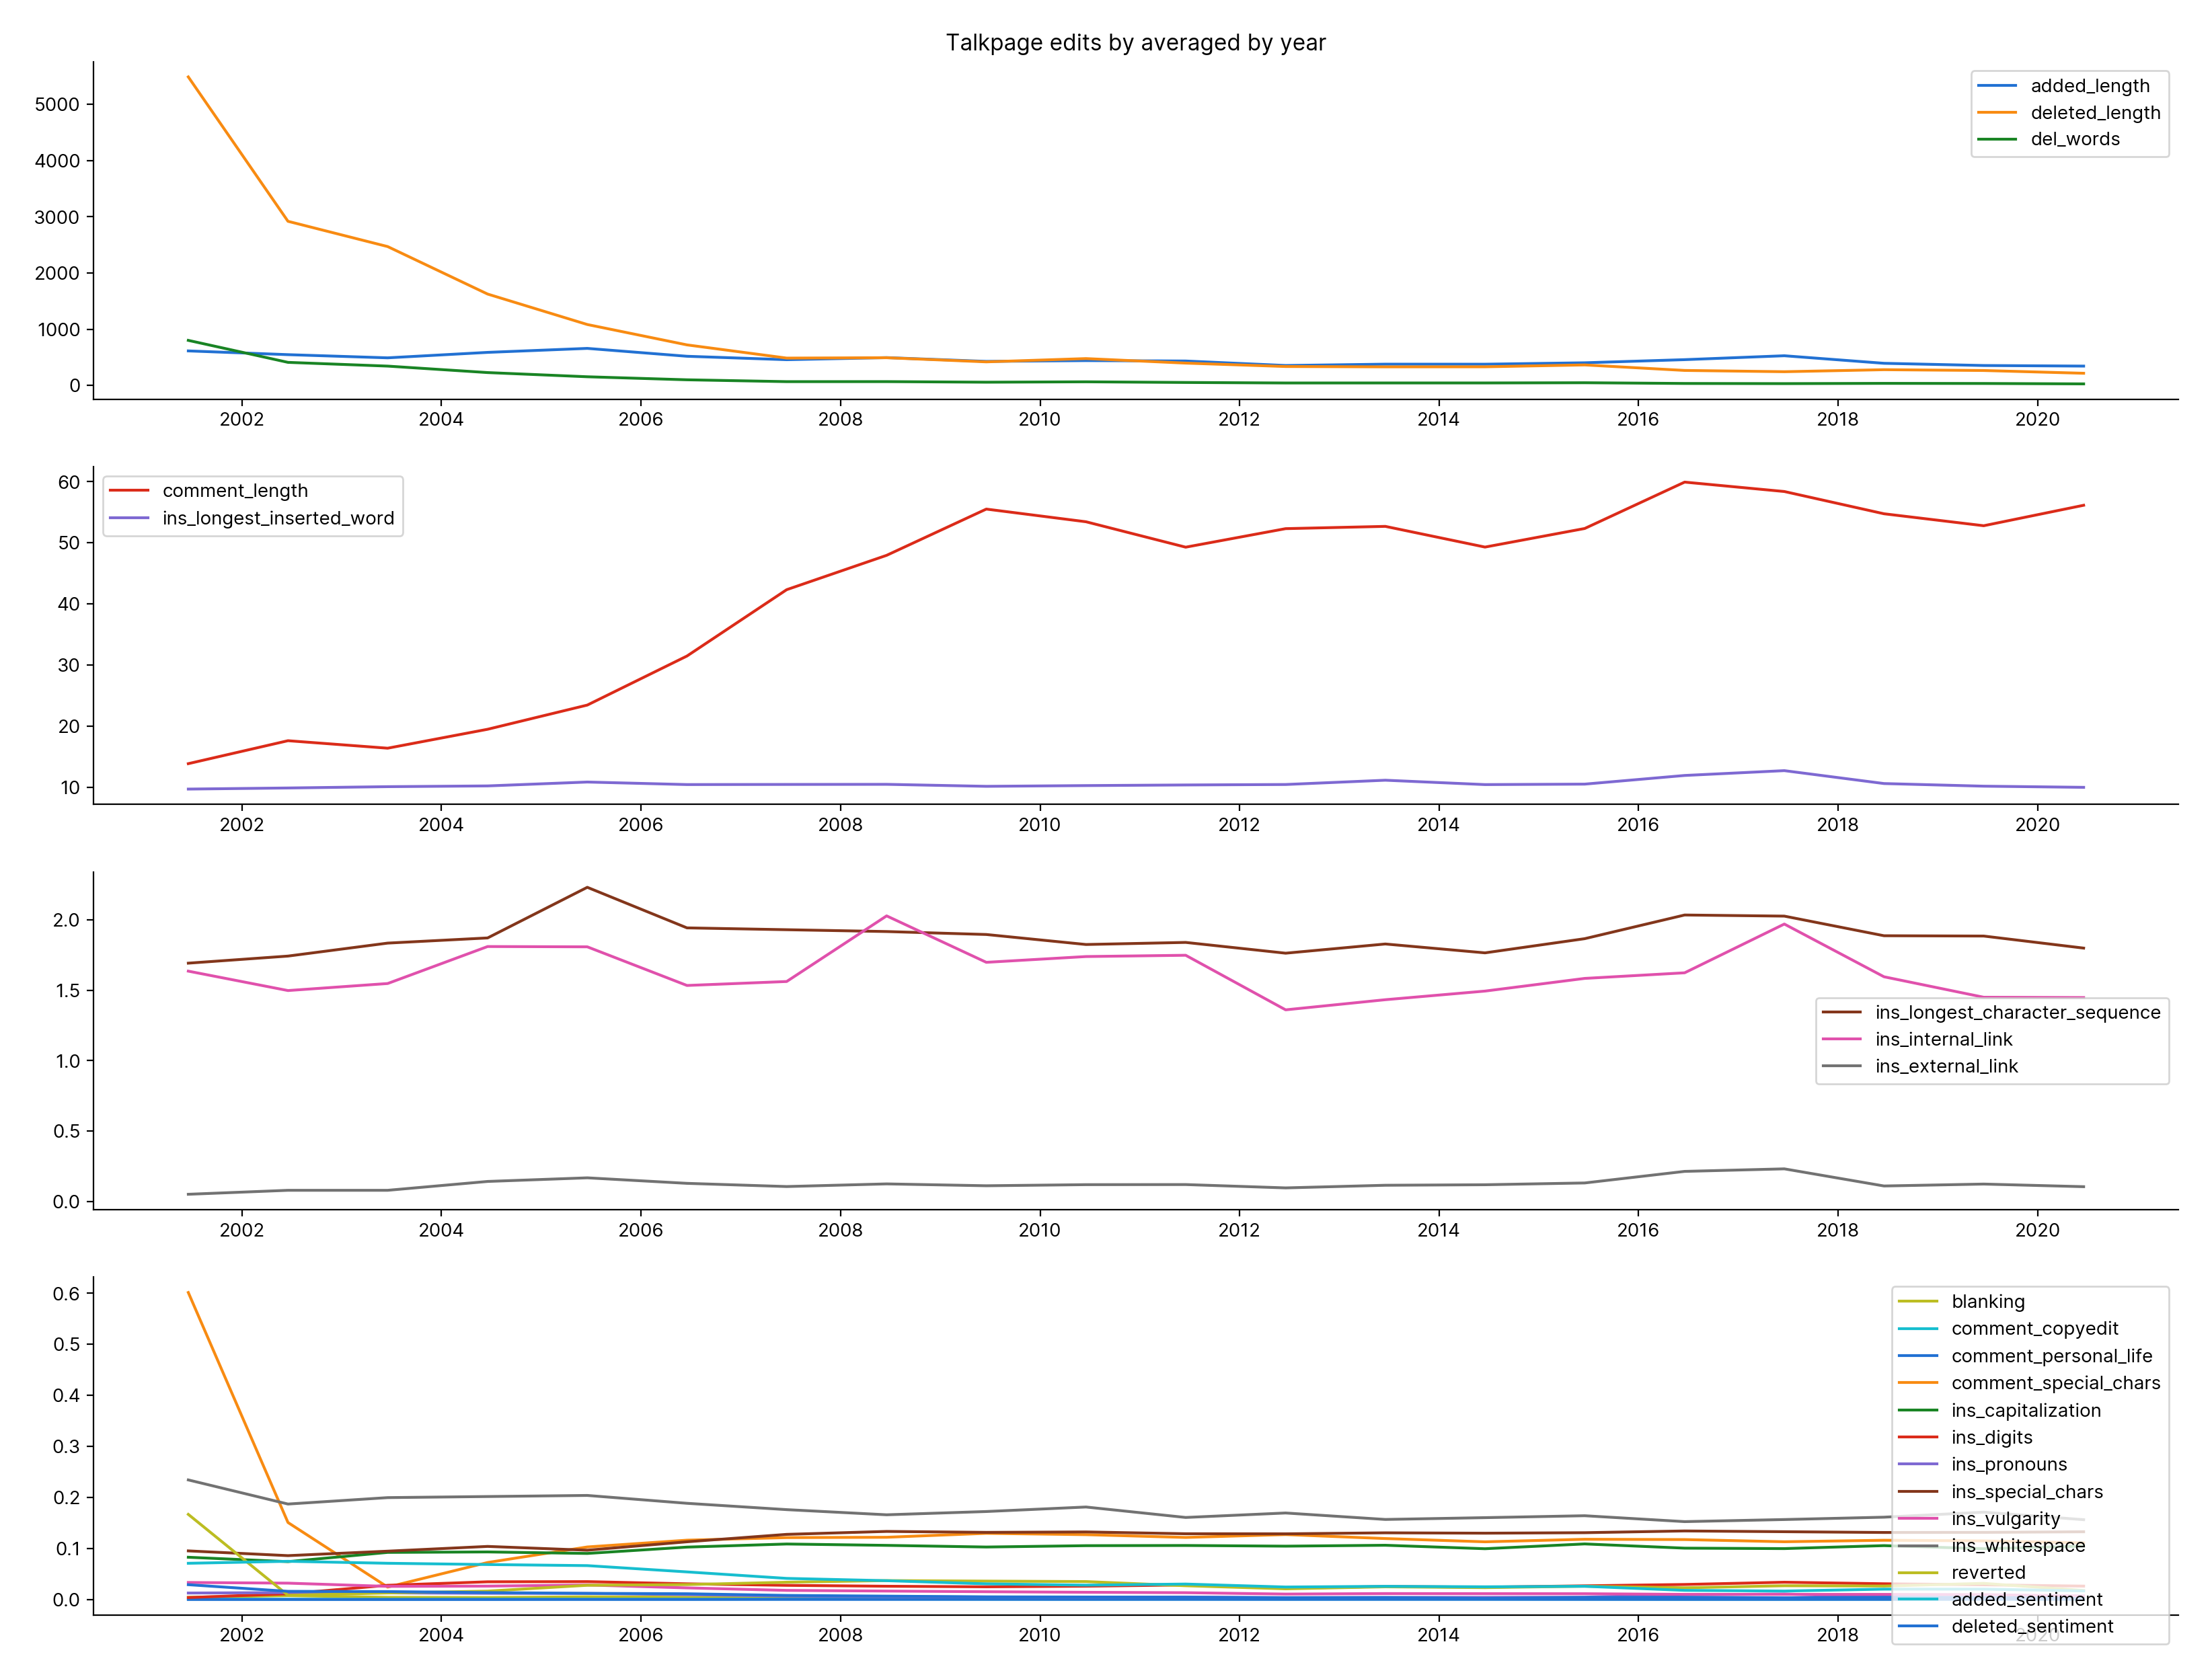 Talkpage edits by averaged by year
5000
4000
3000
2000
1000
0
added_length
deleted_length
del_words
2002 2004 2006 2008 2010 2012 2014 2016 2018 2020
60
50
40
30
20
10
comment_length
ins_longest_inserted_word
2002 2004 2006 2008 2010 2012 2014 2016 2018 2020
2.0
1.5
1.0
0.5
0.0
ins_longest_character_sequence
ins_internal_link
ins_external_link
2002 2004 2006 2008 2010 2012 2014 2016 2018 2020
0.6
0.5
0.4
0.3
0.2
0.1
0.0
blanking
comment_copyedit
comment_personal_life
comment_special_chars
ins_capitalization
ins_digits
ins_pronouns
ins_special_chars
ins_vulgarity
ins_whitespace
reverted
added_sentiment
deleted_sentiment
2002 2004 2006 2008 2010 2012 2014 2016 2018 2020